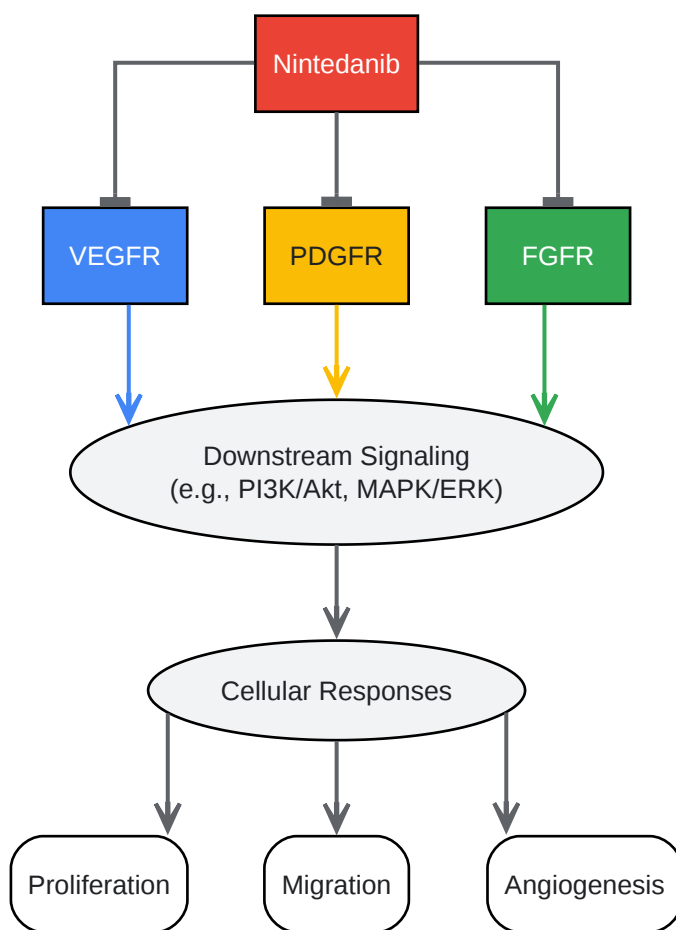 Nintedanib
VEGFR
PDGFR
FGFR
Downstream Signaling
(e.g., PI3K/Akt, MAPK/ERK)
Cellular Responses
Proliferation
Migration
Angiogenesis